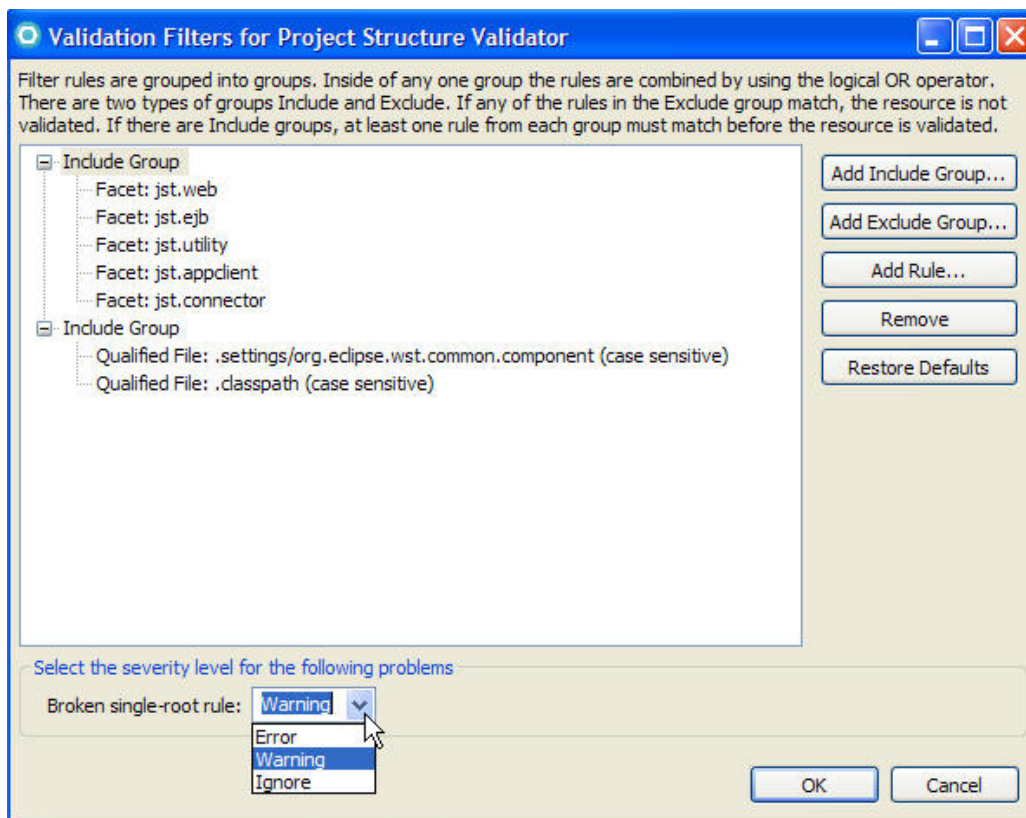 Validation Filters for Project Structure Validator
Filter rules are grouped into groups. Inside of any one group the rules are combined by using the logical OR operator.
There are two types of groups Include and Exclude. If any of the rules in the Exclude group match, the resource is not
validated. If there are Include groups, at least one rule from each group must match before the resource is validated.
Include Group
Facet: jst.web
Facet: jst.ejb
Facet: jst.utility
Facet: jst.appclient
Facet: jst.connector
Include Group
Qualified File: .settings/org.eclipse.wst.common.component (case sensitive)
Qualified File: .classpath (case sensitive)
Add Include Group...
Add Exclude Group...
Add Rule...
Remove
Restore Defaults
Select the severity level for the following problems
Broken single-root rule: Warning
Error
Warning
Ignore
OK Cancel